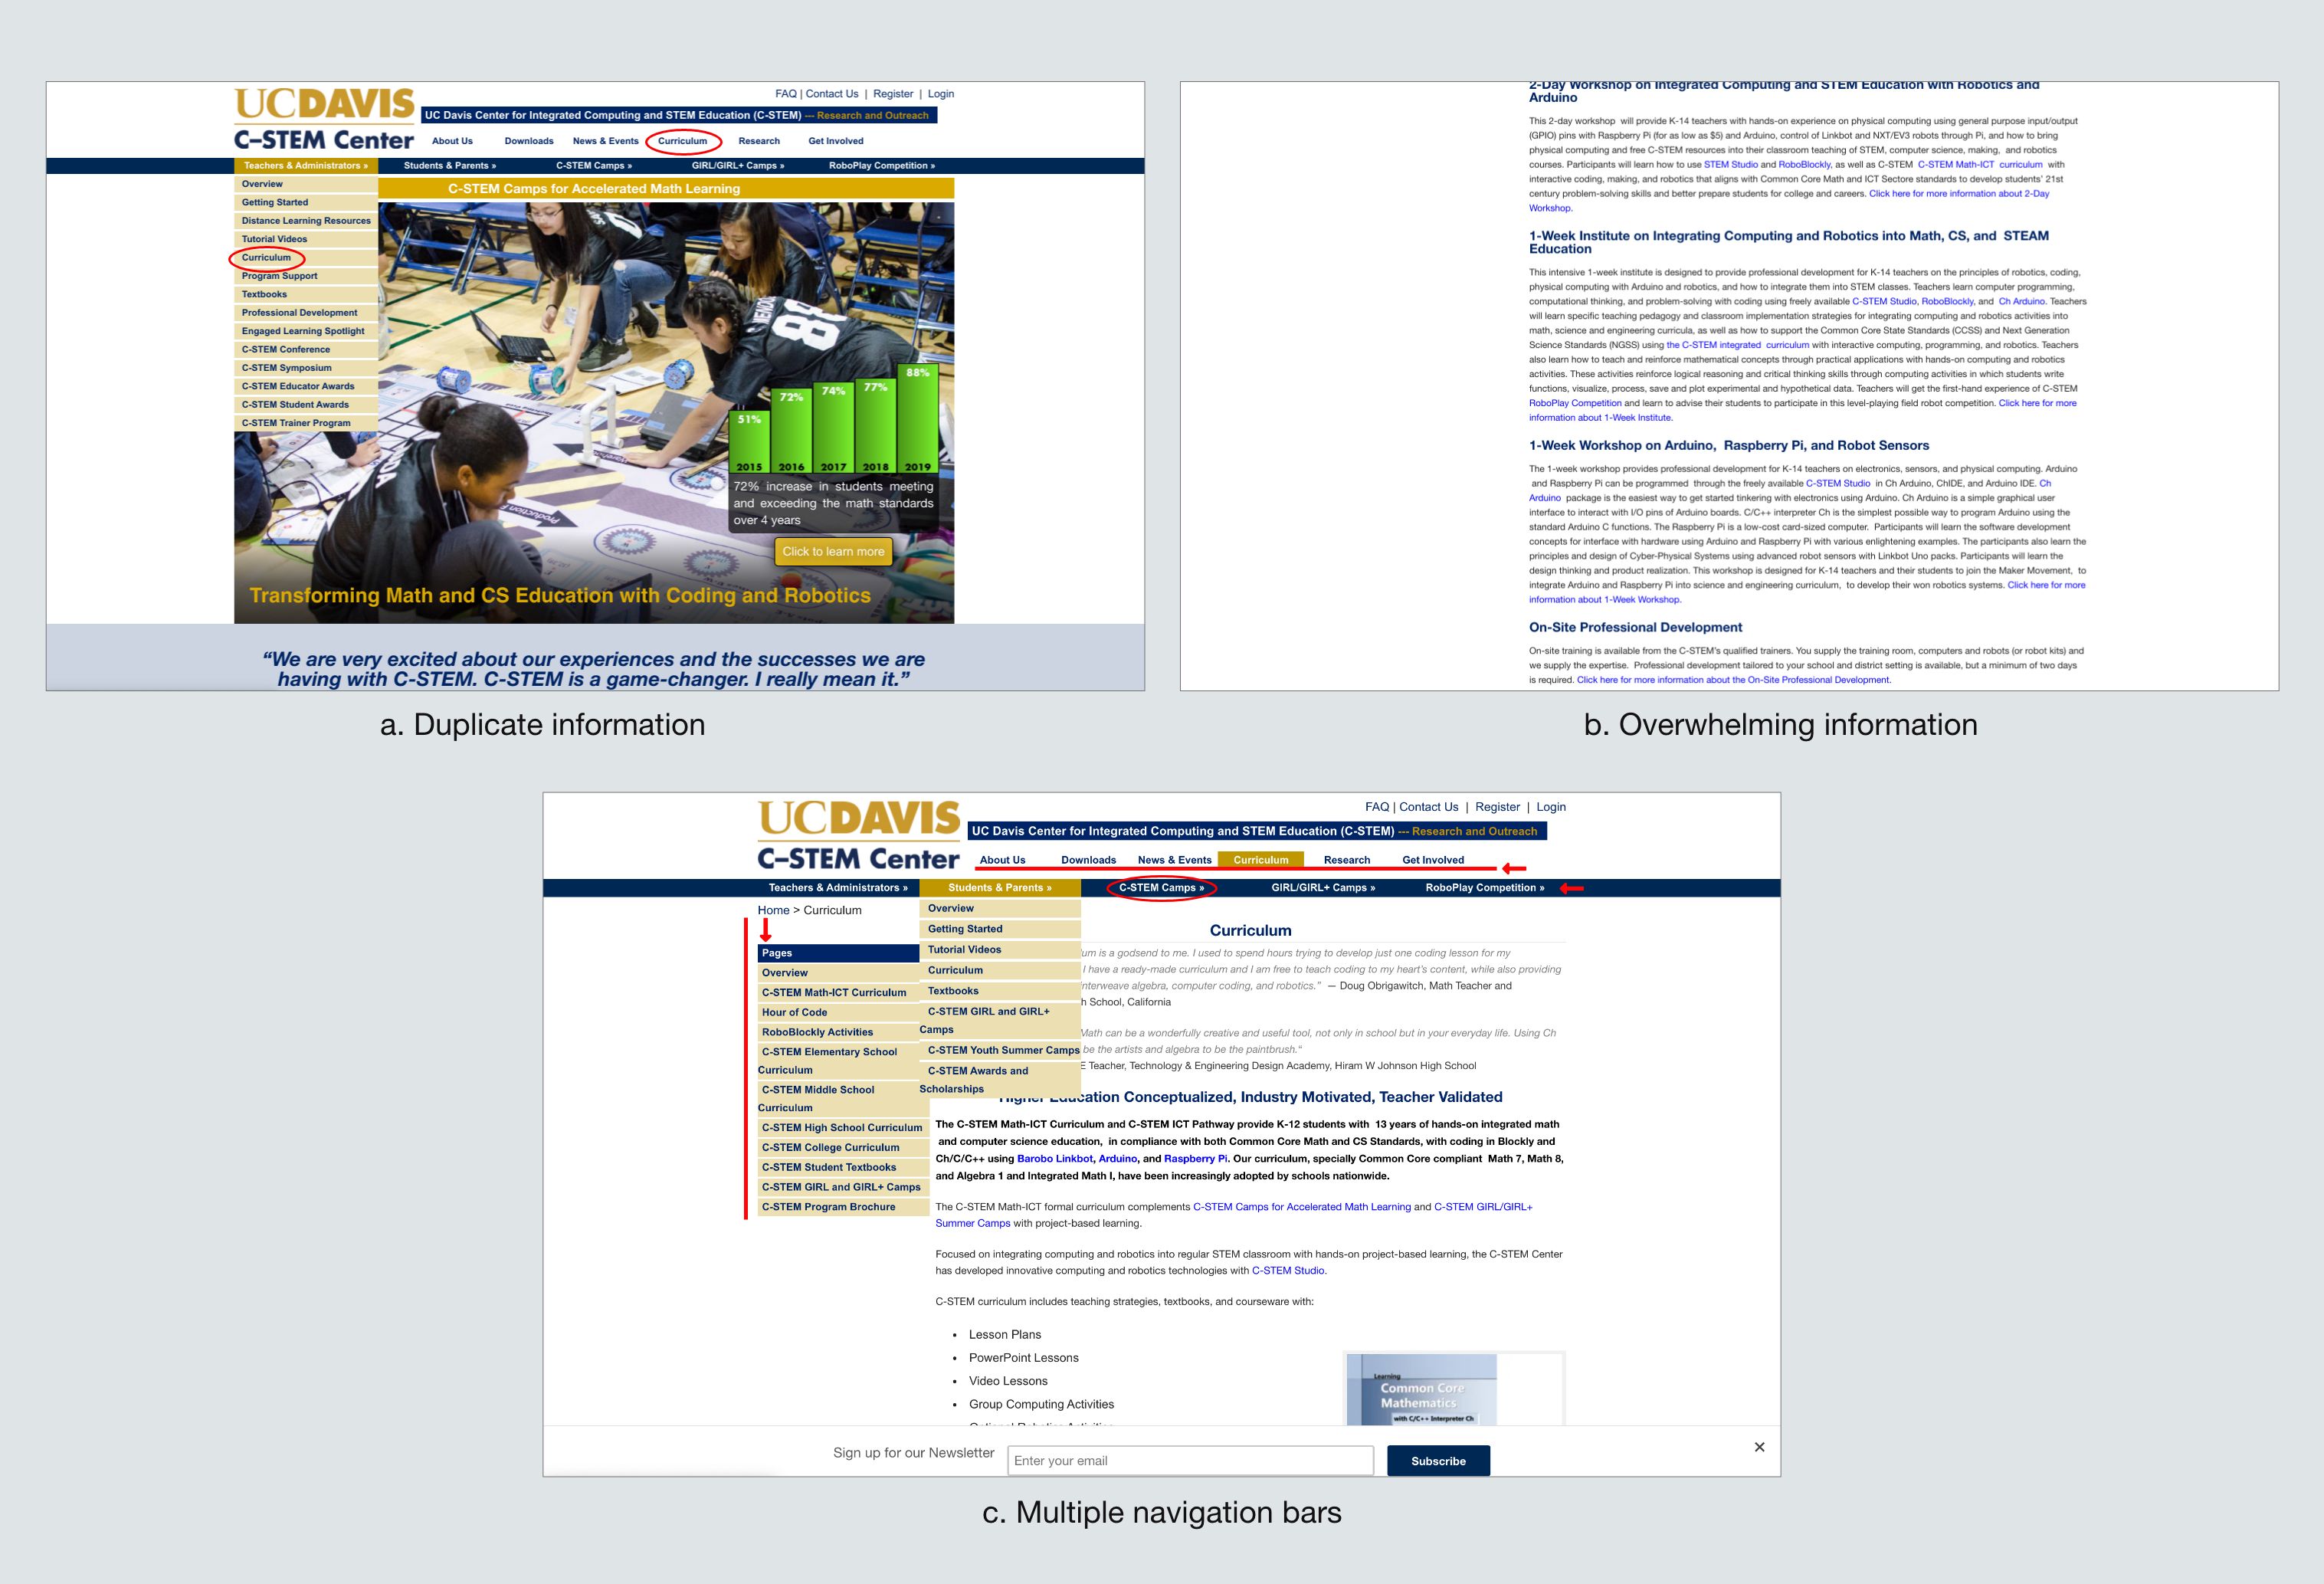 UCDAVIS
C-STEM Center
FAQ | Contact Us | Register | Login
UC Davis Center for Integrated Computing and STEM Education (C-STEM) --- Research and Outreach
About Us Downloads News & Events Curriculum Research Get Involved
Teachers & Administrators » Students & Parents » C-STEM Camps » GIRL/GIRL+ Camps » RoboPlay Competition »
Overview
Getting Started
Distance Learning Resources
Tutorial Videos
Curriculum
Program Support
Textbooks
Professional Development
Engaged Learning Spotlight
C-STEM Conference
C-STEM Symposium
C-STEM Educator Awards
C-STEM Student Awards
C-STEM Trainer Program
C-STEM Camps for Accelerated Math Learning
88
51% 72% 74% 77% 88%
2015 2016 2017 2018 2019
72% increase in students meeting
and exceeding the math standards
over 4 years
Click to learn more
Transforming Math and CS Education with Coding and Robotics
“We are very excited about our experiences and the successes we are
having with C-STEM. C-STEM is a game-changer. I really mean it.”
a. Duplicate information
2-Day Workshop on Integrated Computing and STEM Education with Robotics and
Arduino
This 2-day workshop will provide K-14 teachers with hands-on experience on physical computing using general purpose input/output
(GPIO) pins with Raspberry Pi (for as low as $5) and Arduino, control of Linkbot and NXT/EV3 robots through Pi, and how to bring
physical computing and free C-STEM resources into their classroom teaching of STEM, computer science, making, and robotics
courses. Participants will learn how to use STEM Studio and RoboBlockly, as well as C-STEM C-STEM Math-ICT curriculum with
interactive coding, making, and robotics that aligns with Common Core Math and ICT Sectore standards to develop students' 21st
century problem-solving skills and better prepare students for college and careers. Click here for more information about 2-Day
Workshop.
1-Week Institute on Integrating Computing and Robotics into Math, CS, and STEAM
Education
This intensive 1-week institute is designed to provide professional development for K-14 teachers on the principles of robotics, coding,
physical computing with Arduino and robotics, and how to integrate them into STEM classes. Teachers learn computer programming,
computational thinking, and problem-solving with coding using freely available C-STEM Studio, RoboBlockly, and Ch Arduino. Teachers
will learn specific teaching pedagogy and classroom implementation strategies for integrating computing and robotics activities into
math, science and engineering curricula, as well as how to support the Common Core State Standards (CCSS) and Next Generation
Science Standards (NGSS) using the C-STEM integrated curriculum with interactive computing, programming, and robotics. Teachers
also learn how to teach and reinforce mathematical concepts through practical applications with hands-on computing and robotics
activities. These activities reinforce logical reasoning and critical thinking skills through computing activities in which students write
functions, visualize, process, save and plot experimental and hypothetical data. Teachers will get the first-hand experience of C-STEM
RoboPlay Competition and learn to advise their students to participate in this level-playing field robot competition. Click here for more
information about 1-Week Institute.
1-Week Workshop on Arduino, Raspberry Pi, and Robot Sensors
The 1-week workshop provides professional development for K-14 teachers on electronics, sensors, and physical computing. Arduino
and Raspberry Pi can be programmed through the freely available C-STEM Studio in Ch Arduino, ChIDE, and Arduino IDE. Ch
Arduino package is the easiest way to get started tinkering with electronics using Arduino. Ch Arduino is a simple graphical user
interface to interact with I/O pins of Arduino boards. C/C++ interpreter Ch is the simplest possible way to program Arduino using the
standard Arduino C functions. The Raspberry Pi is a low-cost card-sized computer. Participants will learn the software development
concepts for interface with hardware using Arduino and Raspberry Pi with various enlightening examples. The participants also learn the
principles and design of Cyber-Physical Systems using advanced robot sensors with Linkbot Uno packs. Participants will learn the
design thinking and product realization. This workshop is designed for K-14 teachers and their students to join the Maker Movement, to
integrate Arduino and Raspberry Pi into science and engineering curriculum, to develop their won robotics systems. Click here for more
information about 1-Week Workshop.
On-Site Professional Development
On-site training is available from the C-STEM's qualified trainers. You supply the training room, computers and robots (or robot kits) and
we supply the expertise. Professional development tailored to your school and district setting is available, but a minimum of two days
is required. Click here for more information about the On-Site Professional Development.
b. Overwhelming information
UCDAVIS
C-STEM Center
FAQ | Contact Us | Register | Login
UC Davis Center for Integrated Computing and STEM Education (C-STEM) --- Research and Outreach
About Us Downloads News & Events Curriculum Research Get Involved
Teachers & Administrators » Students & Parents » C-STEM Camps » GIRL/GIRL+ Camps » RoboPlay Competition »
Home > Curriculum
Pages
Overview
C-STEM Math-ICT Curriculum
Hour of Code
RoboBlockly Activities
C-STEM Elementary School
Curriculum
C-STEM Middle School
Curriculum
C-STEM High School Curriculum
C-STEM College Curriculum
C-STEM Student Textbooks
C-STEM GIRL and GIRL+ Camps
C-STEM Program Brochure
Overview
Getting Started
Tutorial Videos
Curriculum
Textbooks
C-STEM GIRL and GIRL+
Camps
C-STEM Youth Summer Camps
C-STEM Awards and
Scholarships
Curriculum
um is a godsend to me. I used to spend hours trying to develop just one coding lesson for my
I have a ready-made curriculum and I am free to teach coding to my heart's content, while also providing
interweave algebra, computer coding, and robotics.” — Doug Obrigawitch, Math Teacher and
h School, California
Math can be a wonderfully creative and useful tool, not only in school but in your everyday life. Using Ch
be the artists and algebra to be the paintbrush.“
E Teacher, Technology & Engineering Design Academy, Hiram W Johnson High School
Higher Education Conceptualized, Industry Motivated, Teacher Validated
The C-STEM Math-ICT Curriculum and C-STEM ICT Pathway provide K-12 students with 13 years of hands-on integrated math
and computer science education, in compliance with both Common Core Math and CS Standards, with coding in Blockly and
Ch/C/C++ using Barobo Linkbot, Arduino, and Raspberry Pi. Our curriculum, specially Common Core compliant Math 7, Math 8,
and Algebra 1 and Integrated Math I, have been increasingly adopted by schools nationwide.
The C-STEM Math-ICT formal curriculum complements C-STEM Camps for Accelerated Math Learning and C-STEM GIRL/GIRL+
Summer Camps with project-based learning.
Focused on integrating computing and robotics into regular STEM classroom with hands-on project-based learning, the C-STEM Center
has developed innovative computing and robotics technologies with C-STEM Studio.
C-STEM curriculum includes teaching strategies, textbooks, and courseware with:
• Lesson Plans
• PowerPoint Lessons
• Video Lessons
• Group Computing Activities
Learning
Common Core
Mathematics
with C/C++ Interpreter Ch
Sign up for our Newsletter Enter your email Subscribe ✕
c. Multiple navigation bars